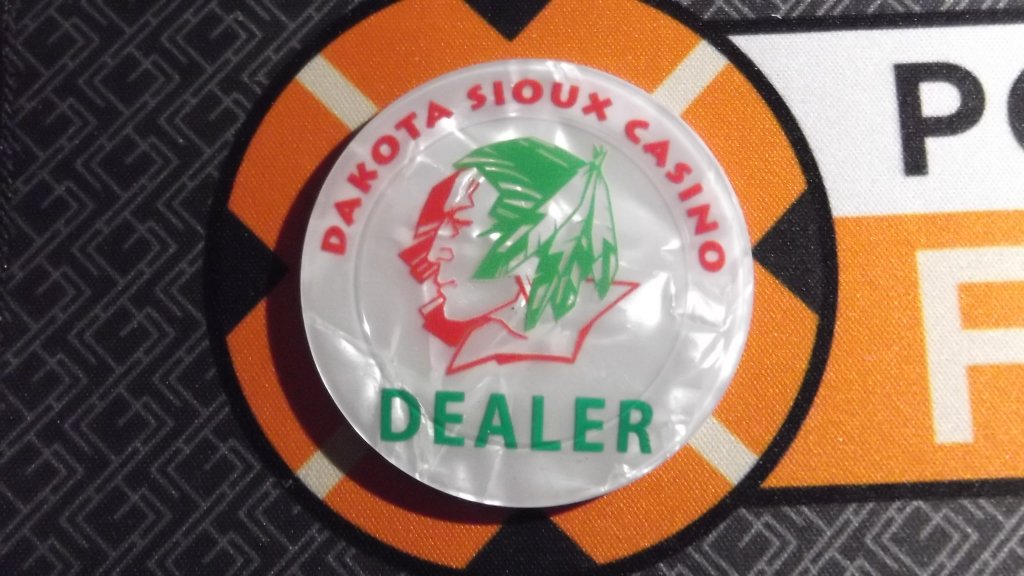 DAKOTA SIOUX CASINO
DEALER